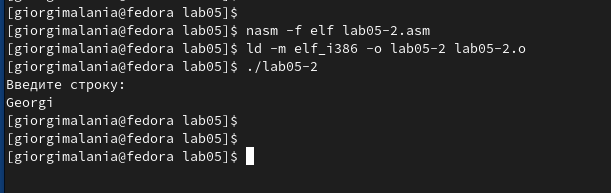 [giorgimalania@fedora lab05]$
[giorgimalania@fedora lab05]$ nasm -f elf lab05-2.asm
[giorgimalania@fedora lab05]$ ld -m elf_i386 -o lab05-2 lab05-2.o
[giorgimalania@fedora lab05]$ ./lab05-2
Введите строку:
Georgi
[giorgimalania@fedora lab05]$
[giorgimalania@fedora lab05]$
[giorgimalania@fedora lab05]$